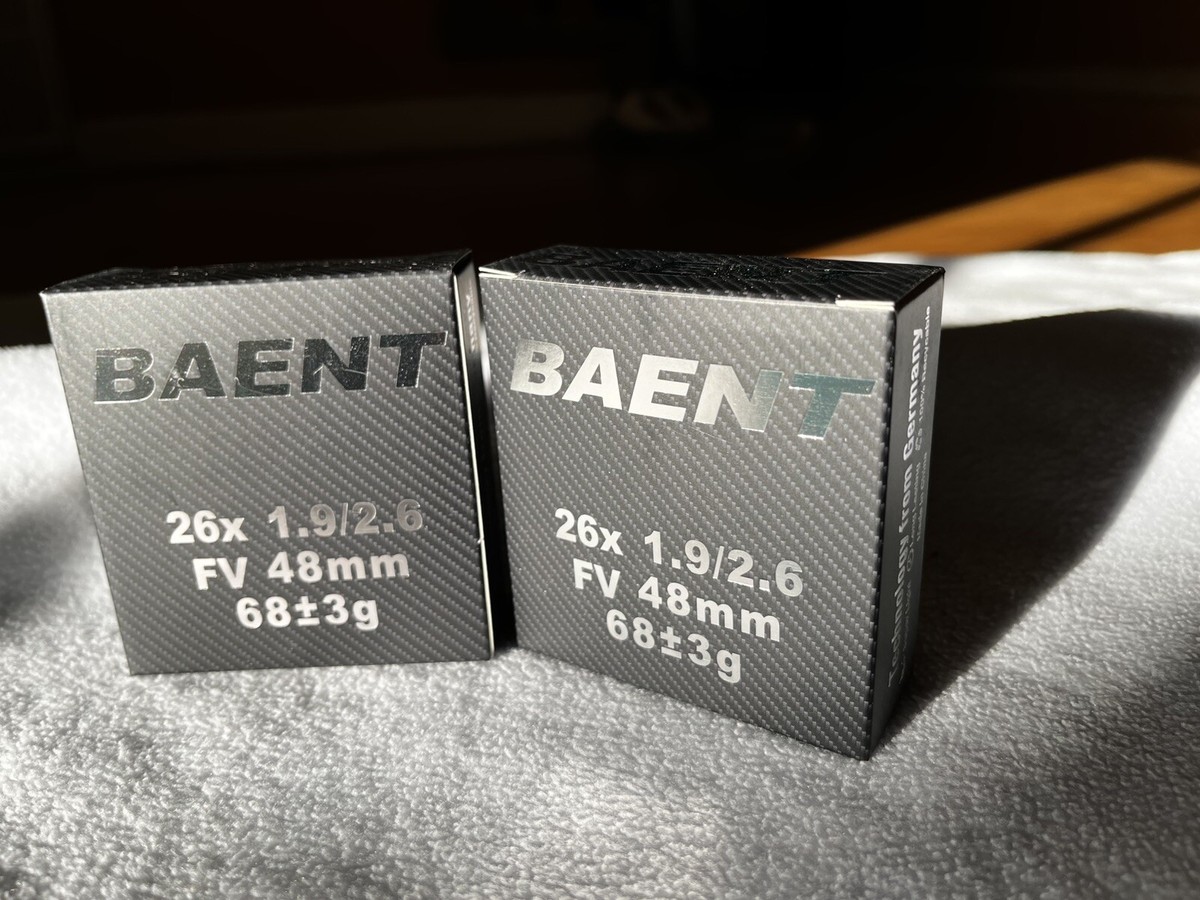 BAENT
26x 1.9/2.6
FV 48mm
68±3g
BAENT
26x 1.9/2.6
FV 48mm
68±3g
Technology from Germany